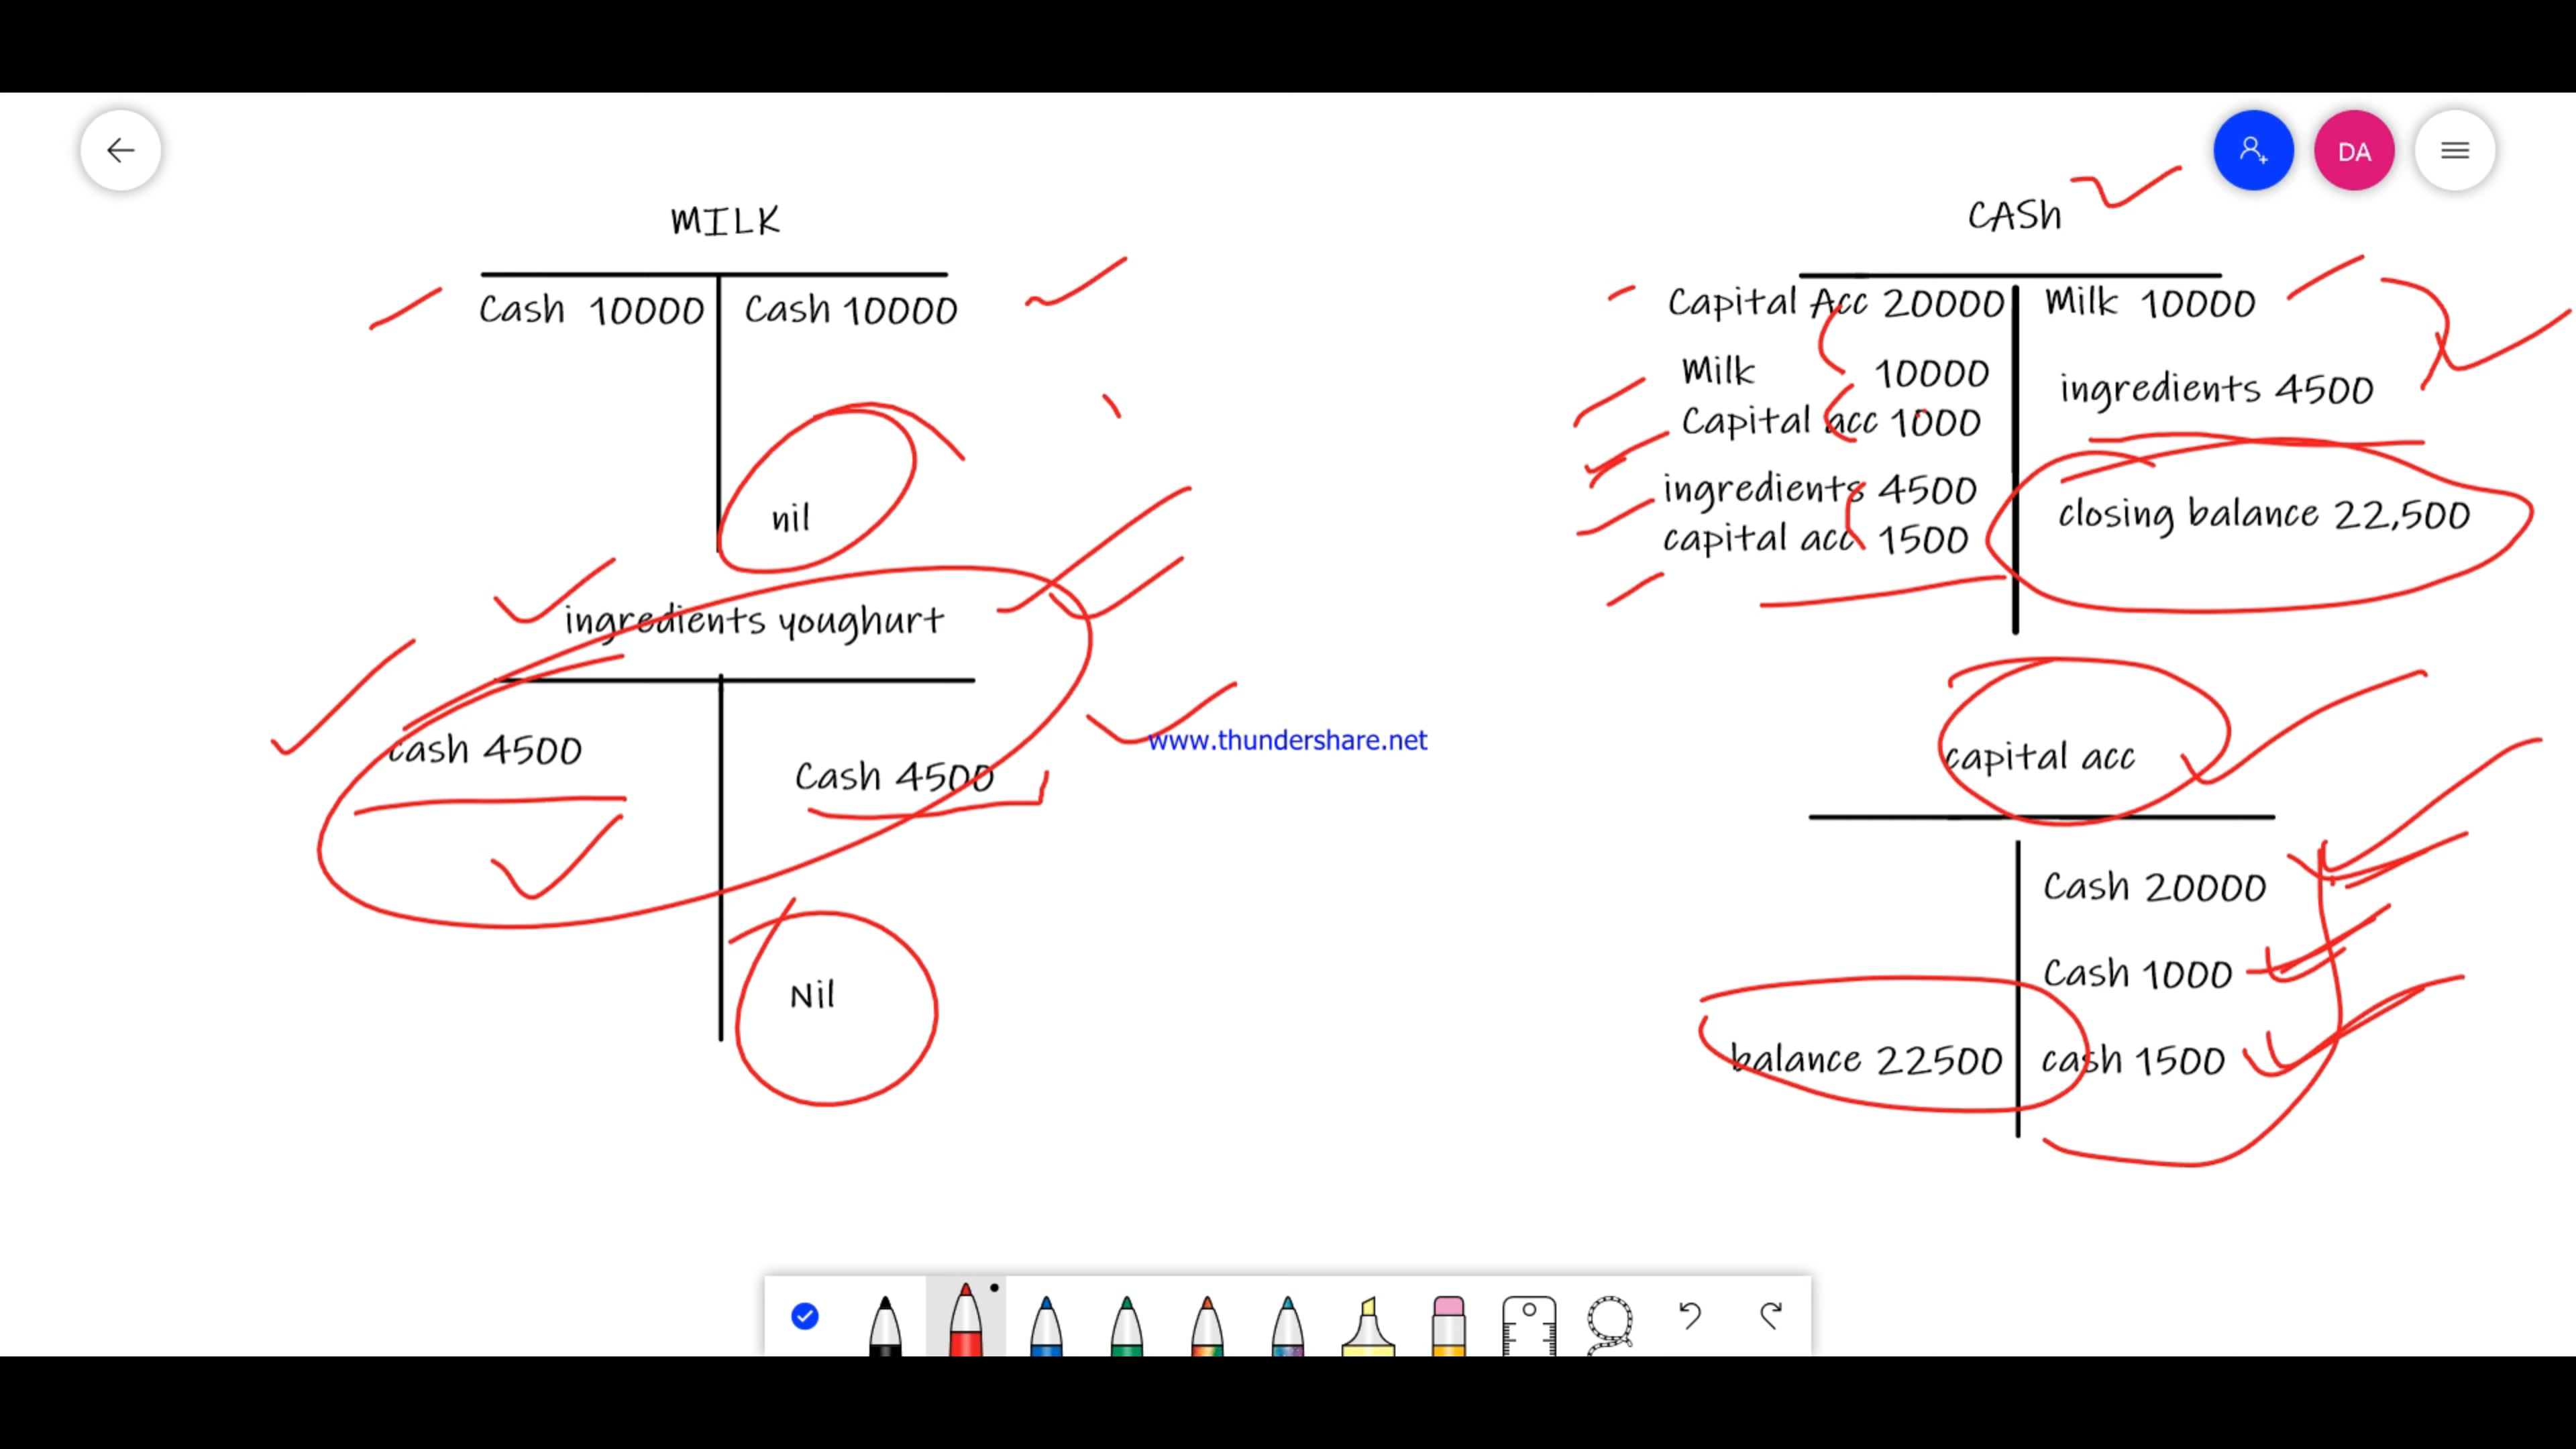 DA
MILK
Cash 10000 Cash 10000
nil
ingredients youghurt
cash 4500
Cash 4500
Nil
www.thundershare.net
CASh
Capital Acc 20000 Milk 10000
Milk 10000
ingredients 4500
Capital acc 1000
ingredients 4500
closing balance 22,500
capital acc 1500
capital acc
Cash 20000
Cash 1000
balance 22500 cash 1500